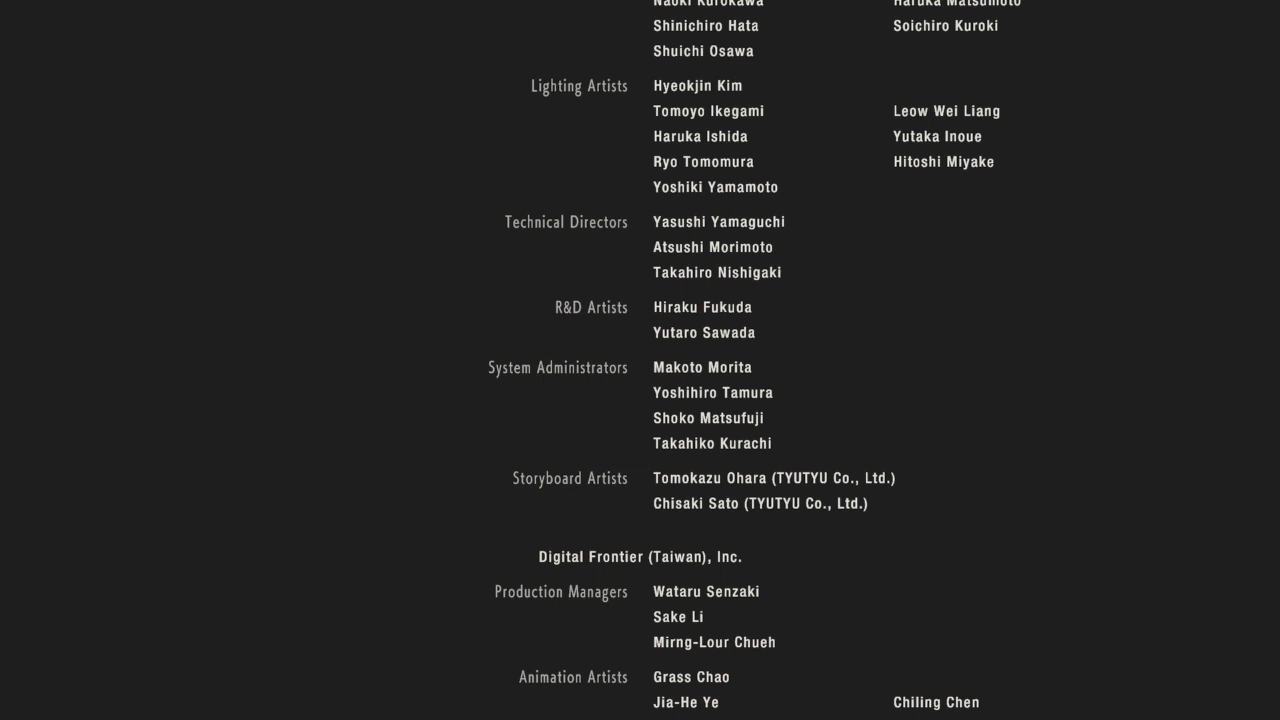 Naoki Kurokawa Haruka Matsumoto
Shinichiro Hata Soichiro Kuroki
Shuichi Osawa
Lighting Artists Hyeokjin Kim
Tomoyo Ikegami Leow Wei Liang
Haruka Ishida Yutaka Inoue
Ryo Tomomura Hitoshi Miyake
Yoshiki Yamamoto
Technical Directors Yasushi Yamaguchi
Atsushi Morimoto
Takahiro Nishigaki
R&D Artists Hiraku Fukuda
Yutaro Sawada
System Administrators Makoto Morita
Yoshihiro Tamura
Shoko Matsufuji
Takahiko Kurachi
Storyboard Artists Tomokazu Ohara (TYUTYU Co., Ltd.)
Chisaki Sato (TYUTYU Co., Ltd.)
Digital Frontier (Taiwan), Inc.
Production Managers Wataru Senzaki
Sake Li
Mirng-Lour Chueh
Animation Artists Grass Chao
Jia-He Ye Chiling Chen